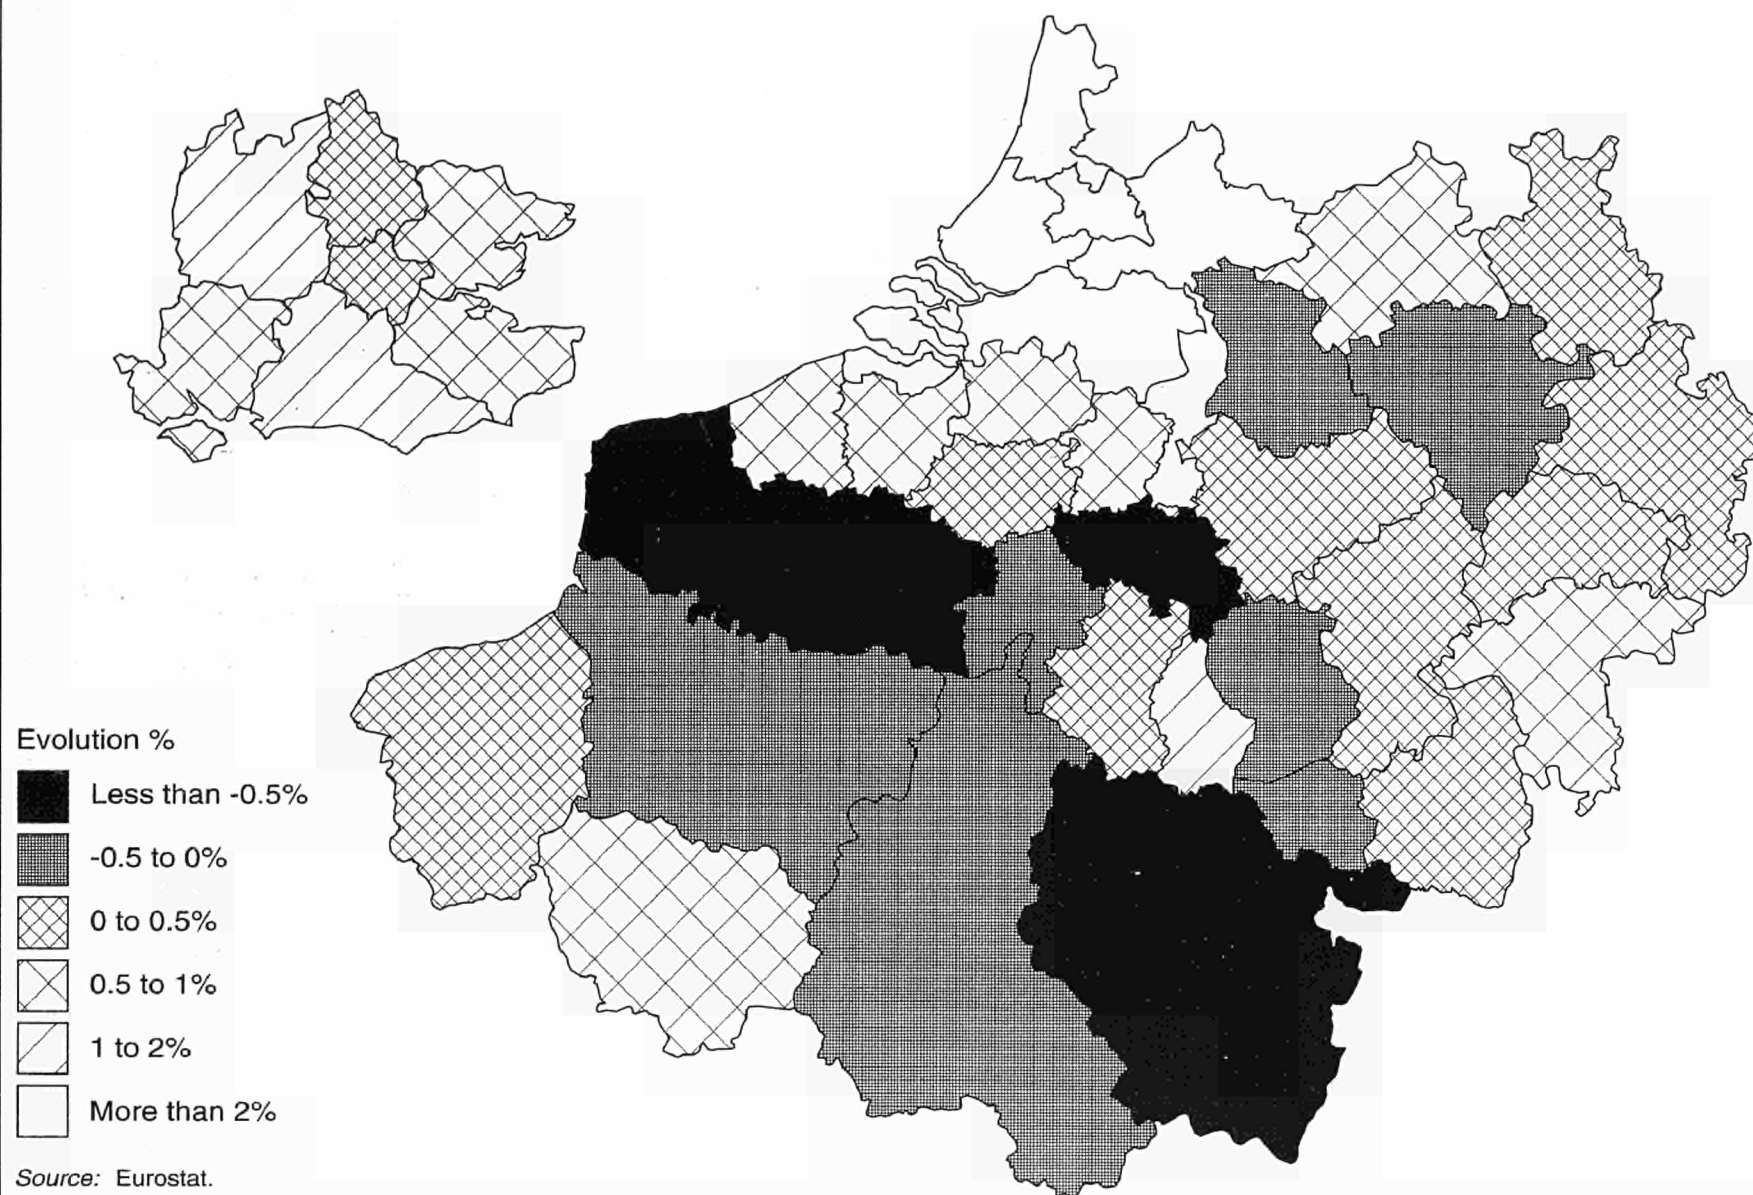 Evolution %
Less than -0.5%
-0.5 to 0%
0 to 0.5%
0.5 to 1%
1 to 2%
More than 2%
Source: Eurostat.